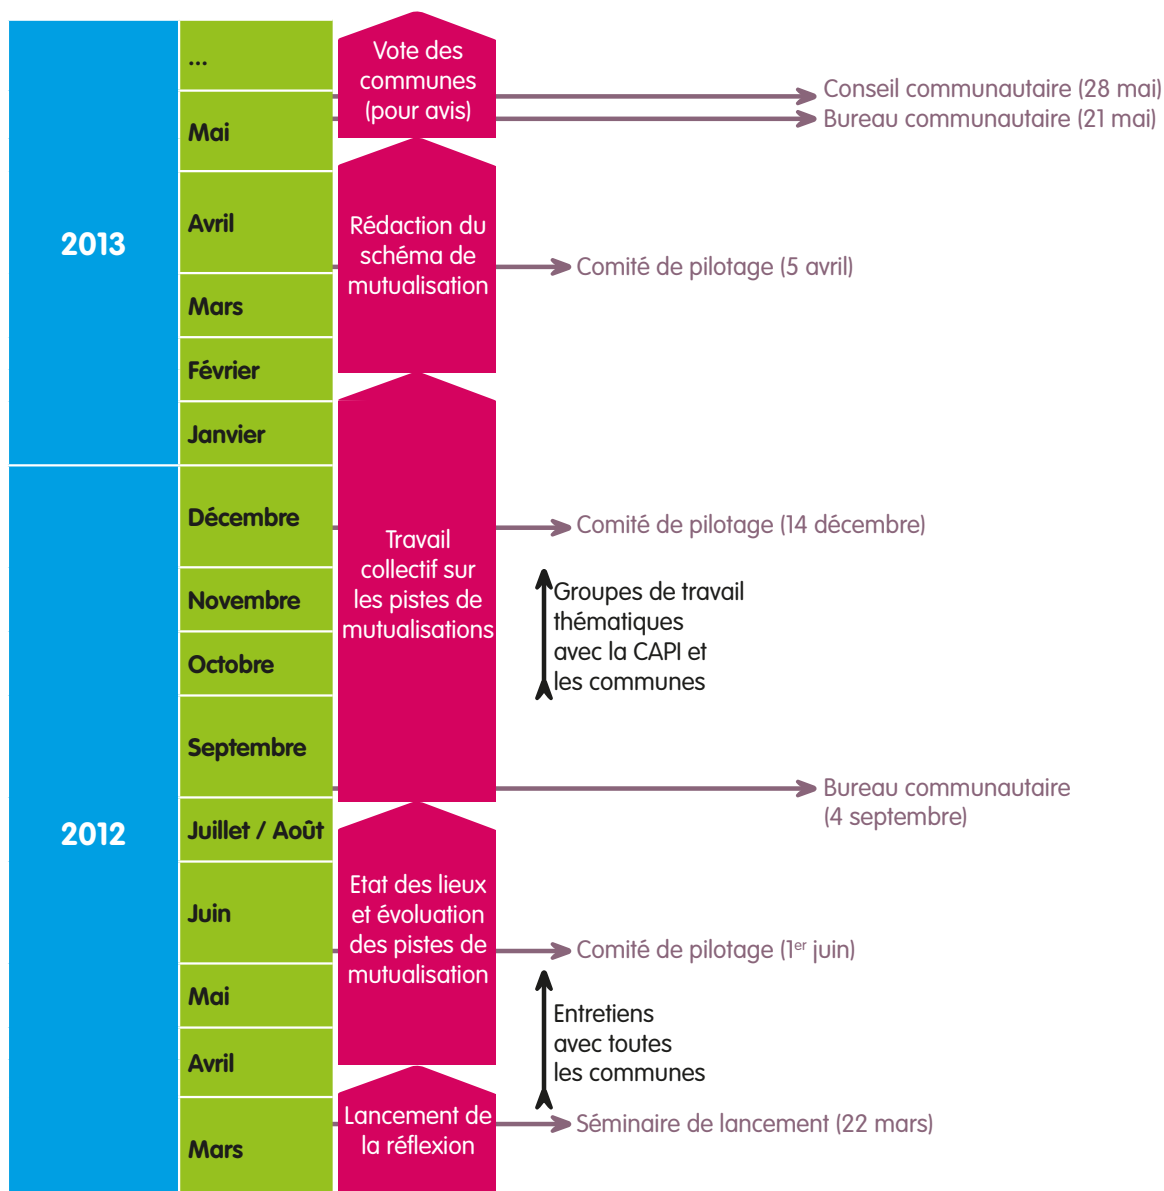 ...
Vote des
communes
(pour avis)
Conseil communautaire (28 mai)
Bureau communautaire (21 mai)
Mai
2013
Avril
Rédaction du
schéma de
mutualisation
Comité de pilotage (5 avril)
Mars
Février
Janvier
Décembre
Comité de pilotage (14 décembre)
Travail
collectif sur
les pistes de
mutualisations
Novembre
Groupes de travail
thématiques
avec la CAPI et
les communes
Octobre
Septembre
Bureau communautaire
(4 septembre)
2012
Juillet / Août
Etat des lieux
et évoluation
des pistes de
mutualisation
Juin
Comité de pilotage (1er juin)
Mai
Entretiens
avec toutes
les communes
Avril
Lancement de
la réflexion
Séminaire de lancement (22 mars)
Mars